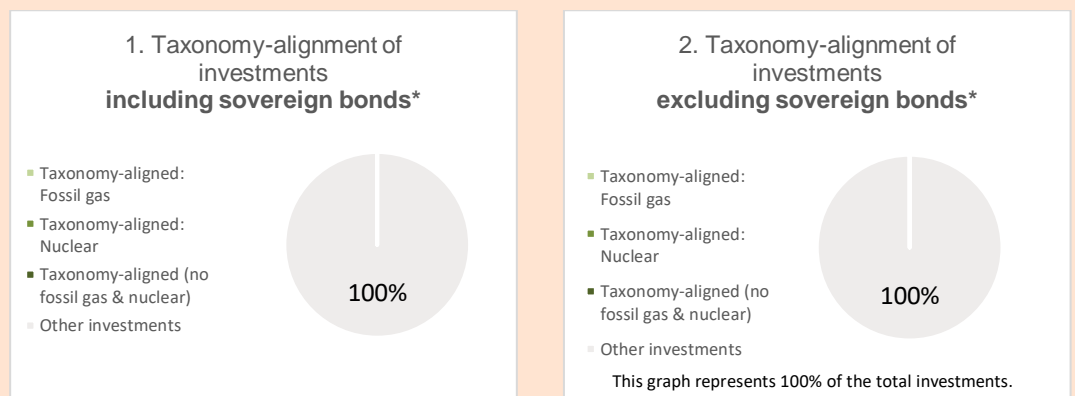 1. Taxonomy-alignment of
investments
including sovereign bonds*
Taxonomy-aligned:
Fossil gas
Taxonomy-aligned:
Nuclear
Taxonomy-aligned (no
fossil gas & nuclear)
Other investments
100%
2. Taxonomy-alignment of
investments
excluding sovereign bonds*
Taxonomy-aligned:
Fossil gas
Taxonomy-aligned:
Nuclear
Taxonomy-aligned (no
fossil gas & nuclear)
Other investments
100%
This graph represents 100% of the total investments.